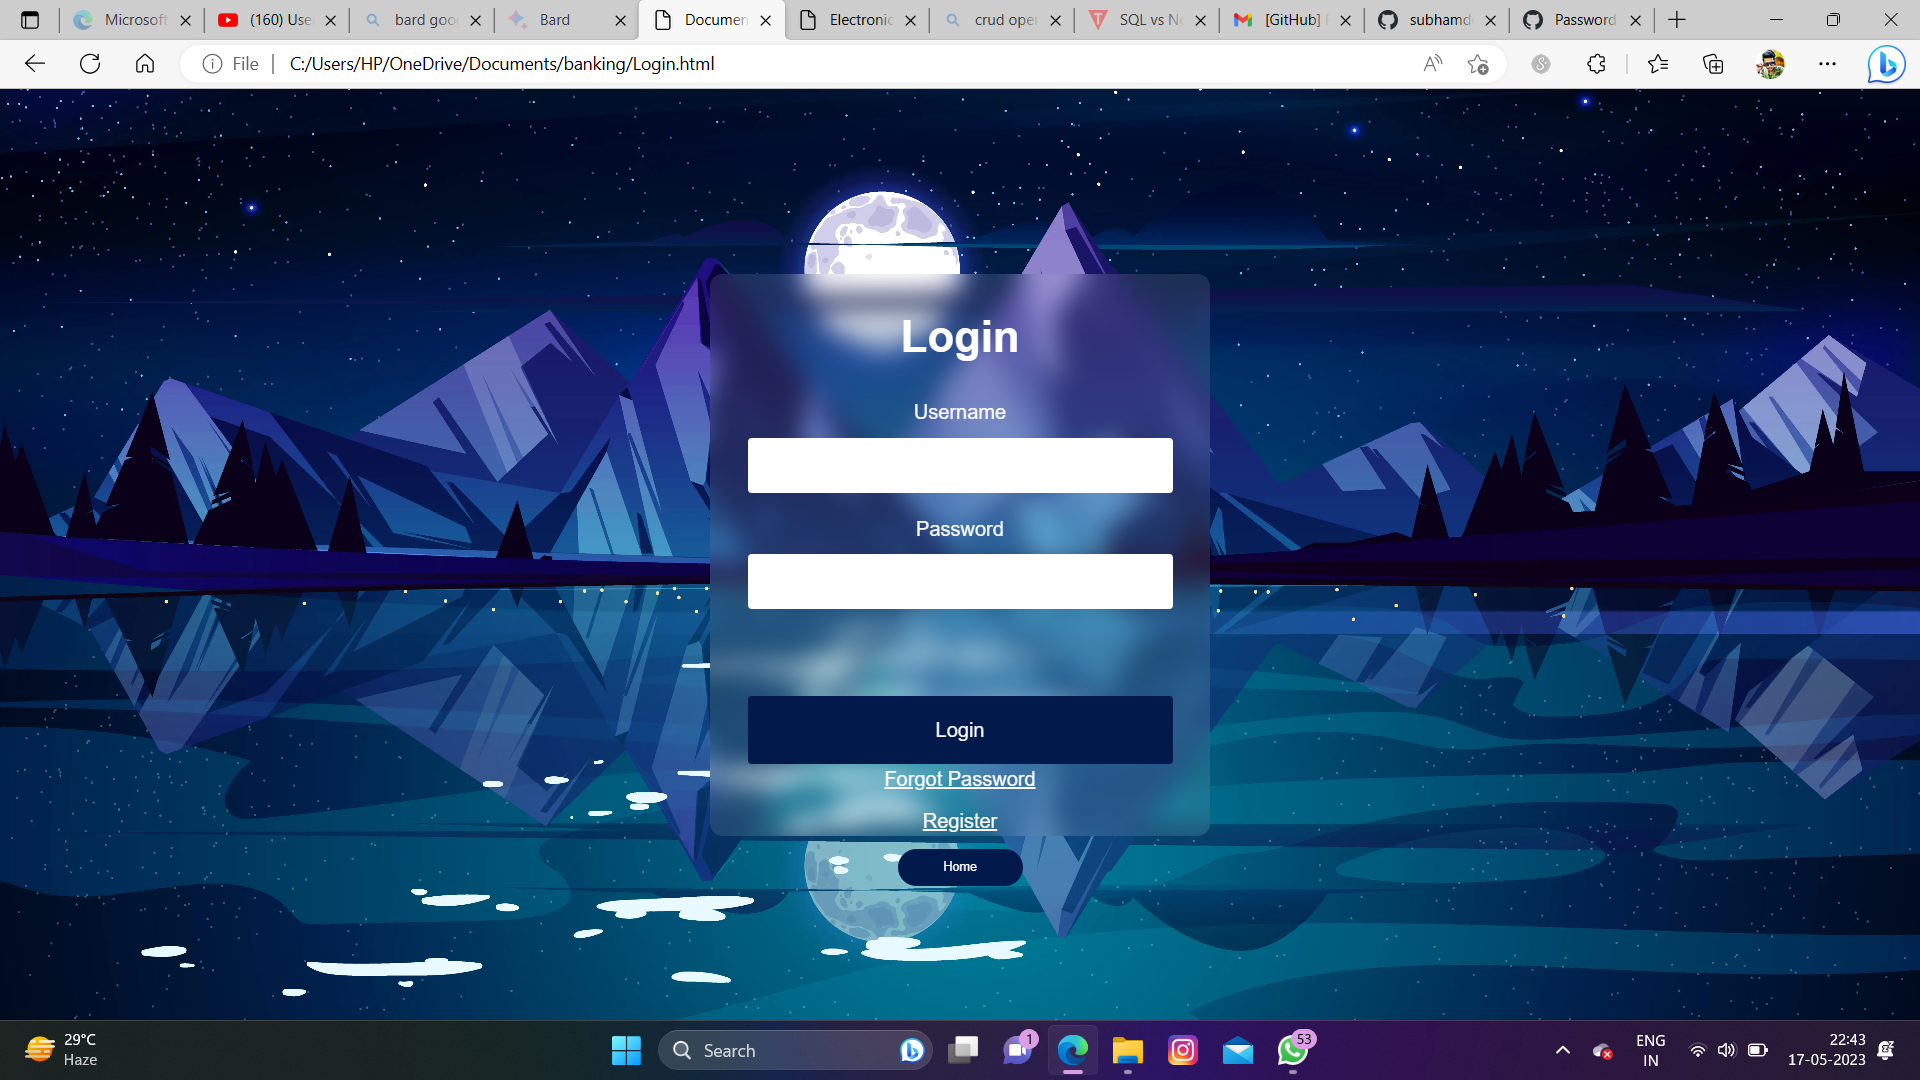 Microsoft
(160) Use
bard goo
Bard
Documen
Electronic
crud oper
SQL vs No
[GitHub]
subhamd
Password
File
C:/Users/HP/OneDrive/Documents/banking/Login.html
Login
Username
Password
Login
Forgot Password
Register
Home
29°C
Haze
Search
1
53
ENG
IN
22:43
17-05-2023